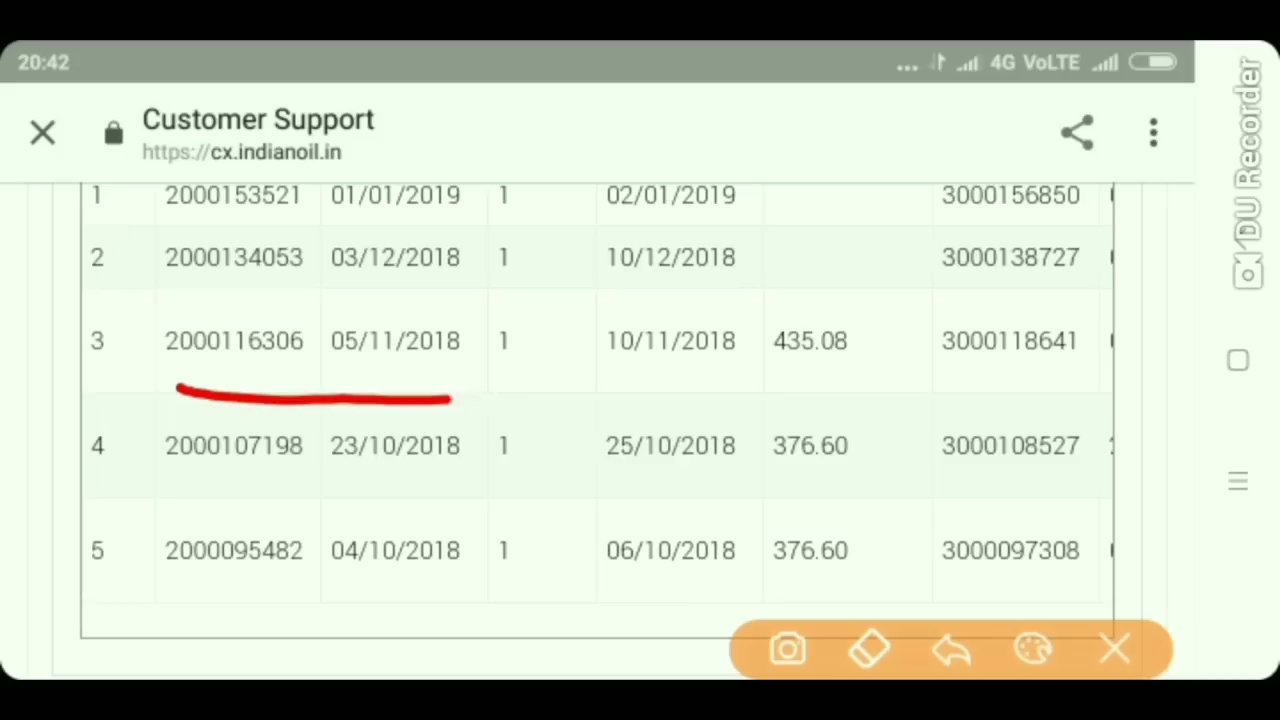 20:42 ... 4G VoLTE
Customer Support
https://cx.indianoil.in
1 2000153521 01/01/2019 1 02/01/2019 3000156850
2 2000134053 03/12/2018 1 10/12/2018 3000138727
3 2000116306 05/11/2018 1 10/11/2018 435.08 3000118641
4 2000107198 23/10/2018 1 25/10/2018 376.60 3000108527
5 2000095482 04/10/2018 1 06/10/2018 376.60 3000097308
DU Recorder